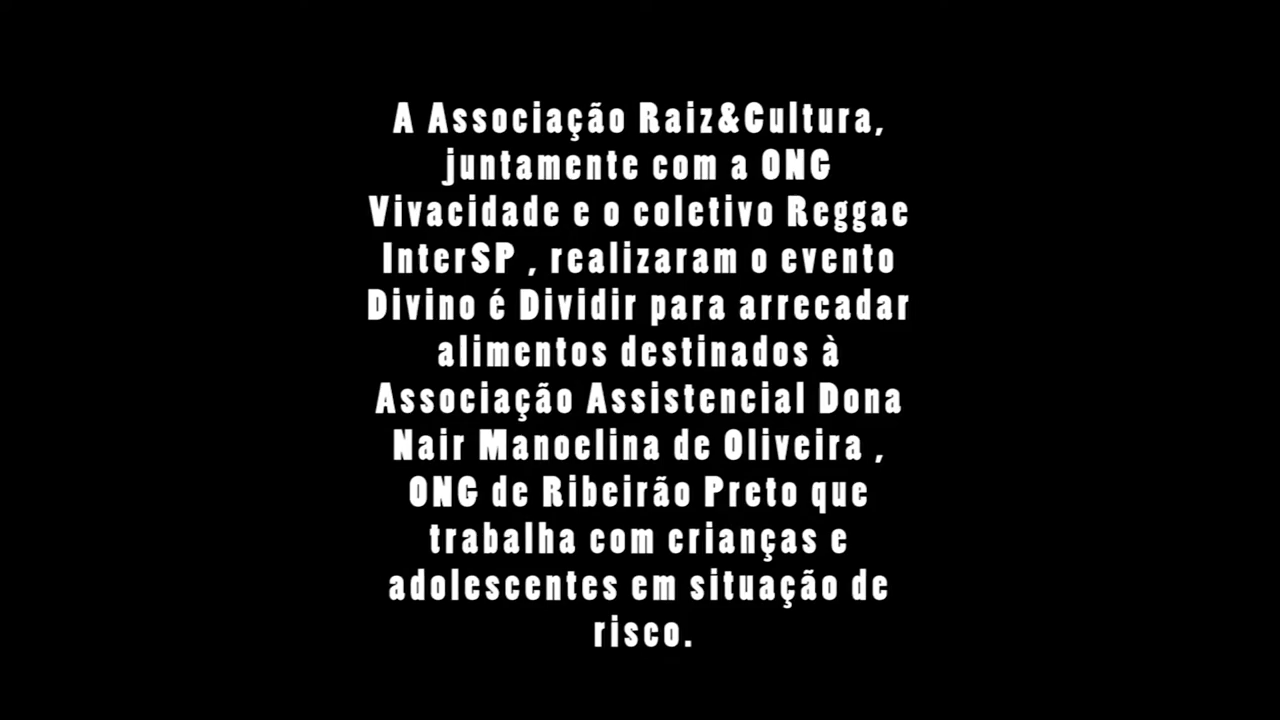 A Associação Raiz&Cultura,
juntamente com a ONG
Vivacidade e o coletivo Reggae
InterSP , realizaram o evento
Divino é Dividir para arrecadar
alimentos destinados à
Associação Assistencial Dona
Nair Manoelina de Oliveira ,
ONG de Ribeirão Preto que
trabalha com crianças e
adolescentes em situação de
risco.